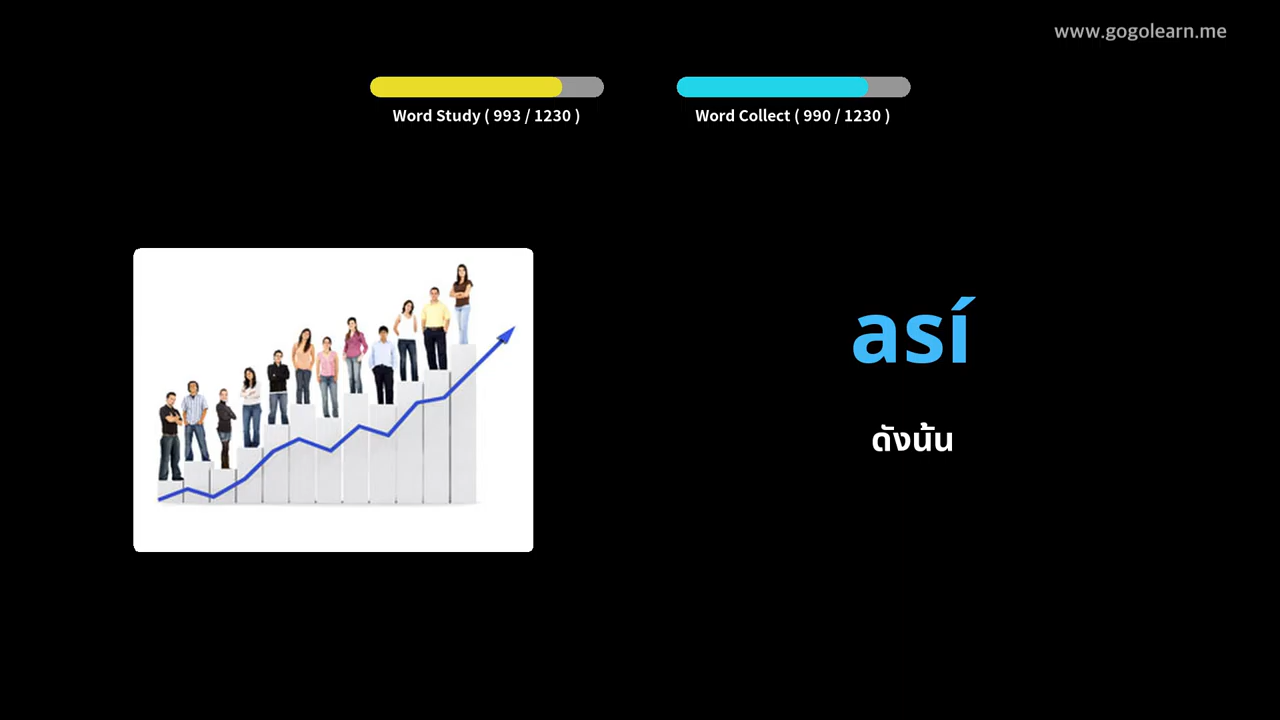 www.gogolearn.me
Word Study ( 993 / 1230 )
Word Collect ( 990 / 1230 )
así
ดังนั้น